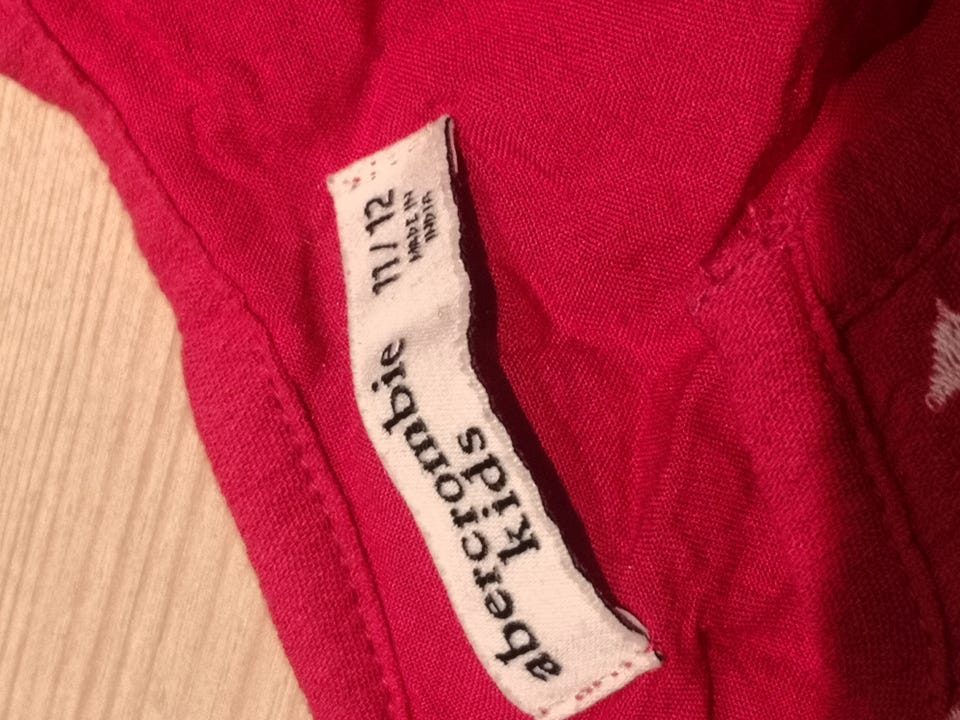 abercrombie
kids
11/12
MADE IN
INDIA